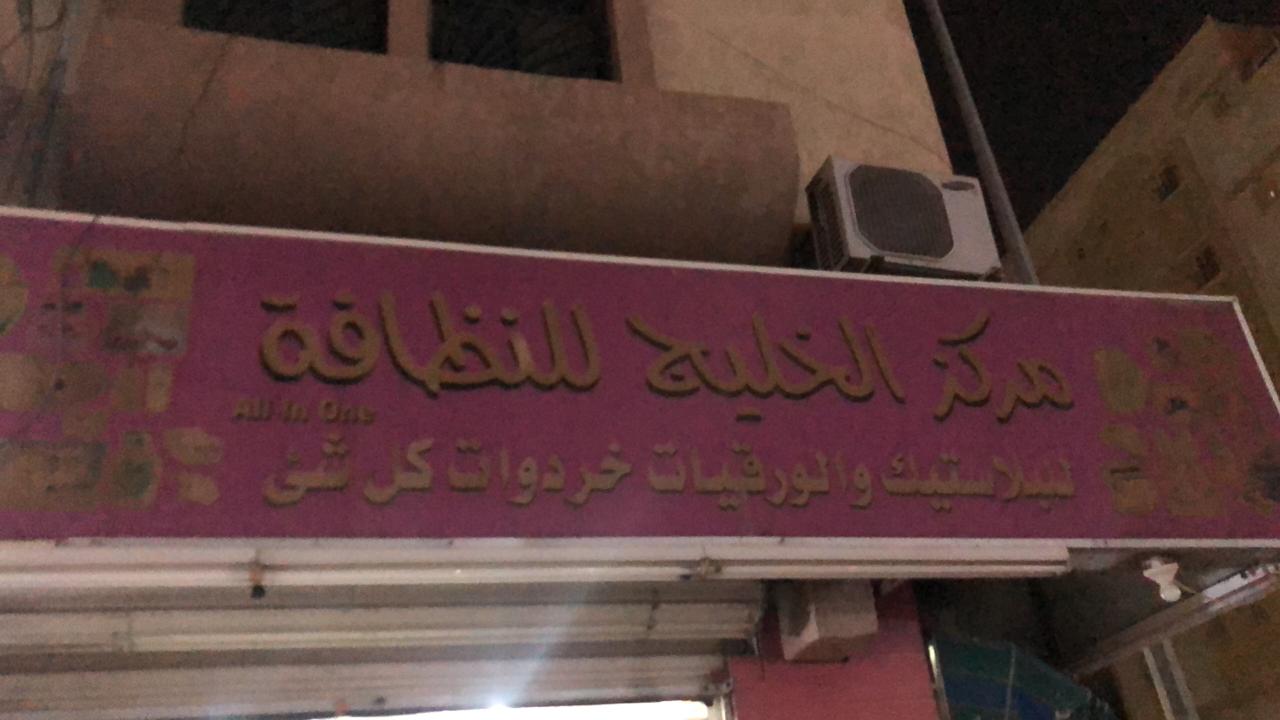 مركز الخليج للنظافة
All in One
للبلاستيك والورقيات خردوات كل شئ